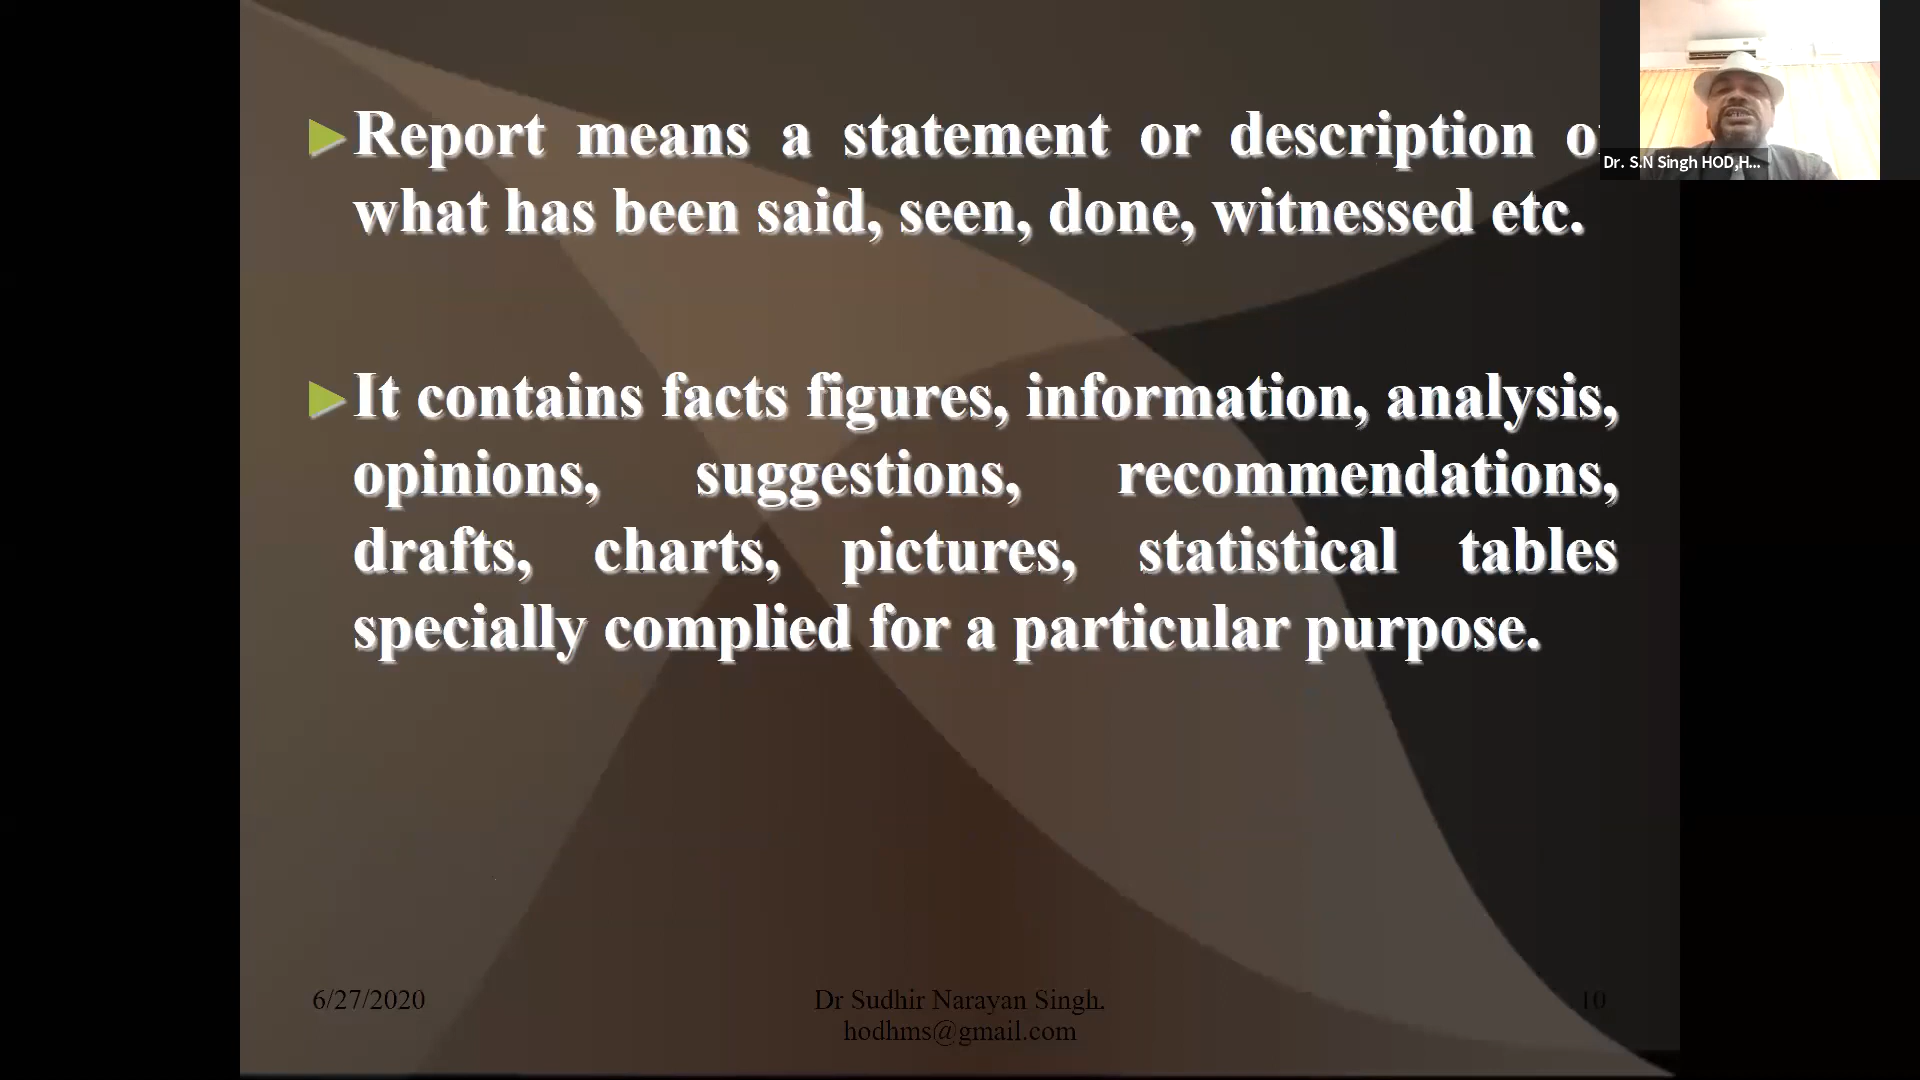 Report means a statement or description
what has been said, seen, done, witnessed etc.
It contains facts figures, information, analysis,
opinions, suggestions, recommendations,
drafts, charts, pictures, statistical tables
specially complied for a particular purpose.
Dr. S.N Singh HOD,H...
6/27/2020
Dr Sudhir Narayan Singh.
hodhms@gmail.com
10